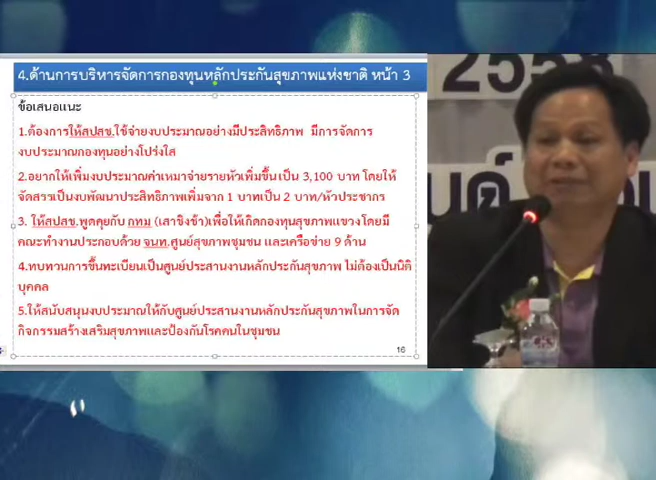 4.ด้านการบริหารจัดการกองทุนหลักประกันสุขภาพแห่งชาติ หน้า 3
2558
ข้อเสนอแนะ
1.ต้องการให้สปสช.ใช้จ่ายงบประมาณอย่างมีประสิทธิภาพ มีการจัดการ
งบประมาณกองทุนอย่างโปร่งใส
2.อยากให้เพิ่มงบประมาณค่าเหมาจ่ายรายหัวเพิ่มขึ้นเป็น 3,100 บาท โดยให้
จัดสรรเป็นงบพัฒนาประสิทธิภาพเพิ่มจาก 1 บาทเป็น 2 บาท/หัวประชากร
3. ให้สปสช.พูดคุยกับ กทม (เสาชิงช้า)เพื่อให้เกิดกองทุนสุขภาพแขวงโดยมี
คณะทำงานประกอบด้วย จนท.ศูนย์สุขภาพชุมชน และเครือข่าย 9 ด้าน
4.ทบทวนการขึ้นทะเบียนเป็นศูนย์ประสานงานหลักประกันสุขภาพ ไม่ต้องเป็นนิติ
บุคคล
5.ให้สนับสนุนงบประมาณให้กับศูนย์ประสานงานหลักประกันสุขภาพในการจัด
กิจกรรมสร้างเสริมสุขภาพและป้องกันโรคคนในชุมชน
16